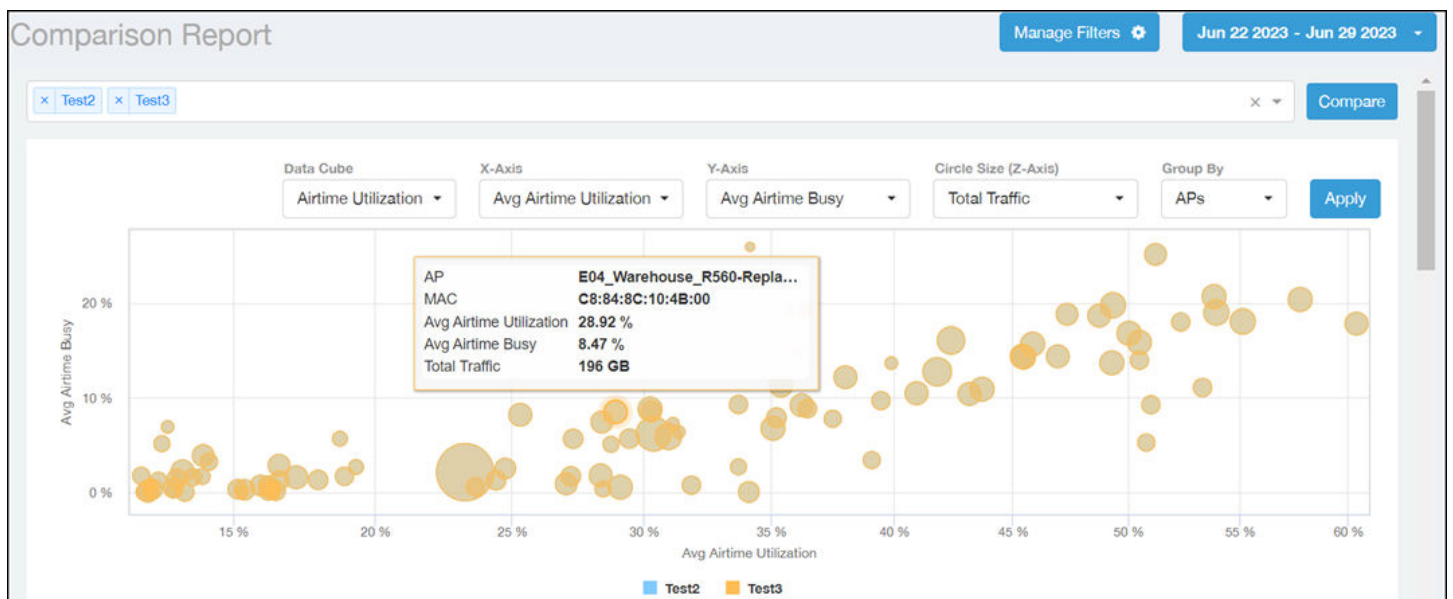 Comparison Report
Manage Filters
Jun 22 2023 - Jun 29 2023
× Test2 × Test3
Compare
Data Cube X-Axis Y-Axis Circle Size (Z-Axis) Group By
Airtime Utilization Avg Airtime Utilization Avg Airtime Busy Total Traffic APs Apply
AP E04_Warehouse_R560-Repla...
MAC C8:84:8C:10:4B:00
Avg Airtime Utilization 28.92 %
Avg Airtime Busy 8.47 %
Total Traffic 196 GB
Avg Airtime Busy
20 %
10 %
0 %
15 % 20 % 25 % 30 % 35 % 40 % 45 % 50 % 55 % 60 %
Avg Airtime Utilization
Test2 Test3